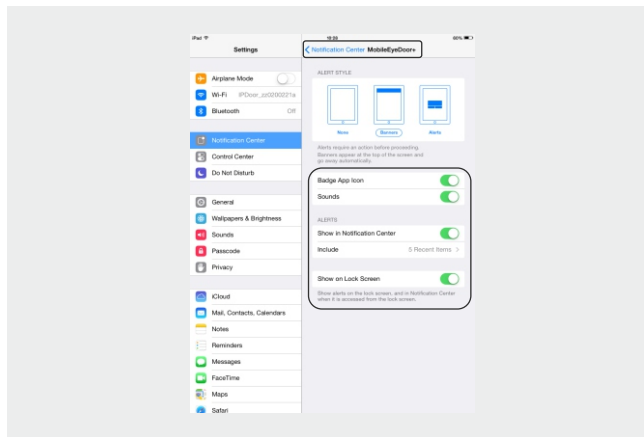 iPad
18:26
60%
Settings
Notification Center MobileEyeDoor+
Airplane Mode
Wi-Fi IPDoor_zz0200221a
Bluetooth Off
Notification Center
Control Center
Do Not Disturb
General
Wallpapers & Brightness
Sounds
Passcode
Privacy
iCloud
Mail, Contacts, Calendars
Notes
Reminders
Messages
FaceTime
Maps
Safari
ALERT STYLE
None Banners Alerts
Alerts require an action before proceeding.
Banners appear at the top of the screen and
go away automatically.
Badge App Icon
Sounds
ALERTS
Show in Notification Center
Include 5 Recent Items
Show on Lock Screen
Show alerts on the lock screen, and in Notification Center
when it is accessed from the lock screen.